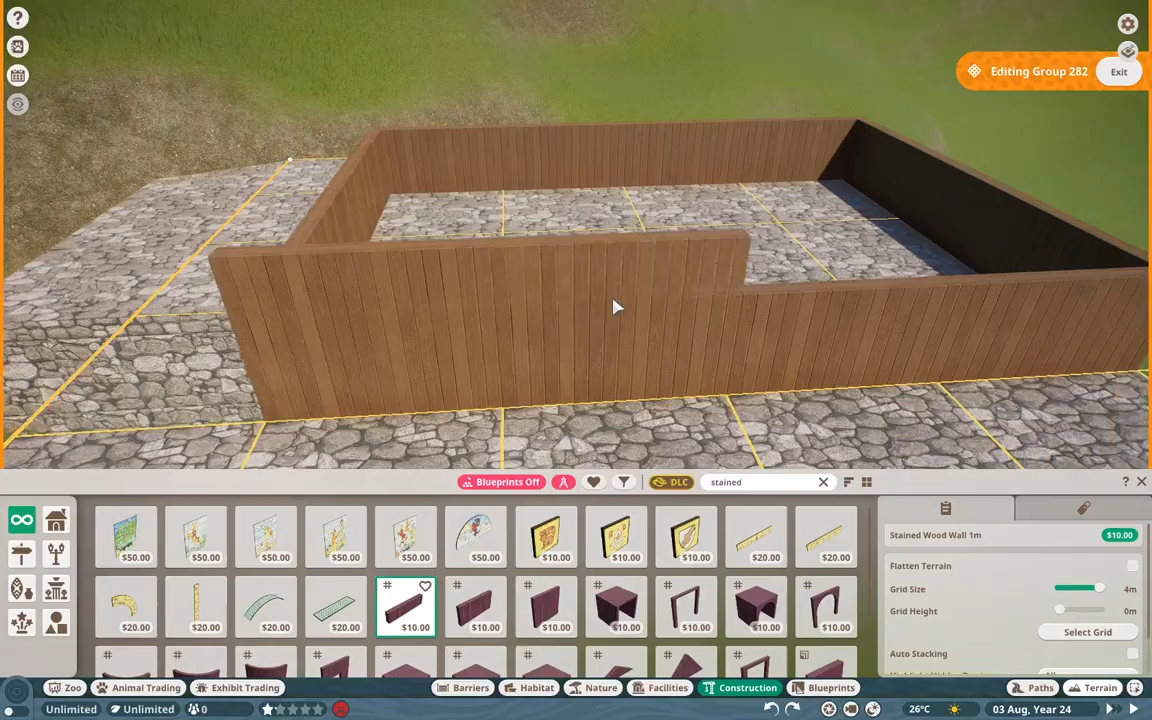 ?
Editing Group 282
Exit
Blueprints Off
DLC
stained
?
$50.00
$50.00
$50.00
$50.00
$50.00
$50.00
$10.00
$10.00
$10.00
$20.00
$20.00
$20.00
$20.00
$20.00
$20.00
$10.00
$10.00
$10.00
$10.00
$10.00
$10.00
$10.00
Stained Wood Wall 1m
$10.00
Flatten Terrain
Grid Size
4m
Grid Height
0m
Select Grid
Auto Stacking
Zoo
Animal Trading
Exhibit Trading
Barriers
Habitat
Nature
Facilities
Construction
Blueprints
Paths
Terrain
Unlimited
Unlimited
0
26°C
03 Aug, Year 24